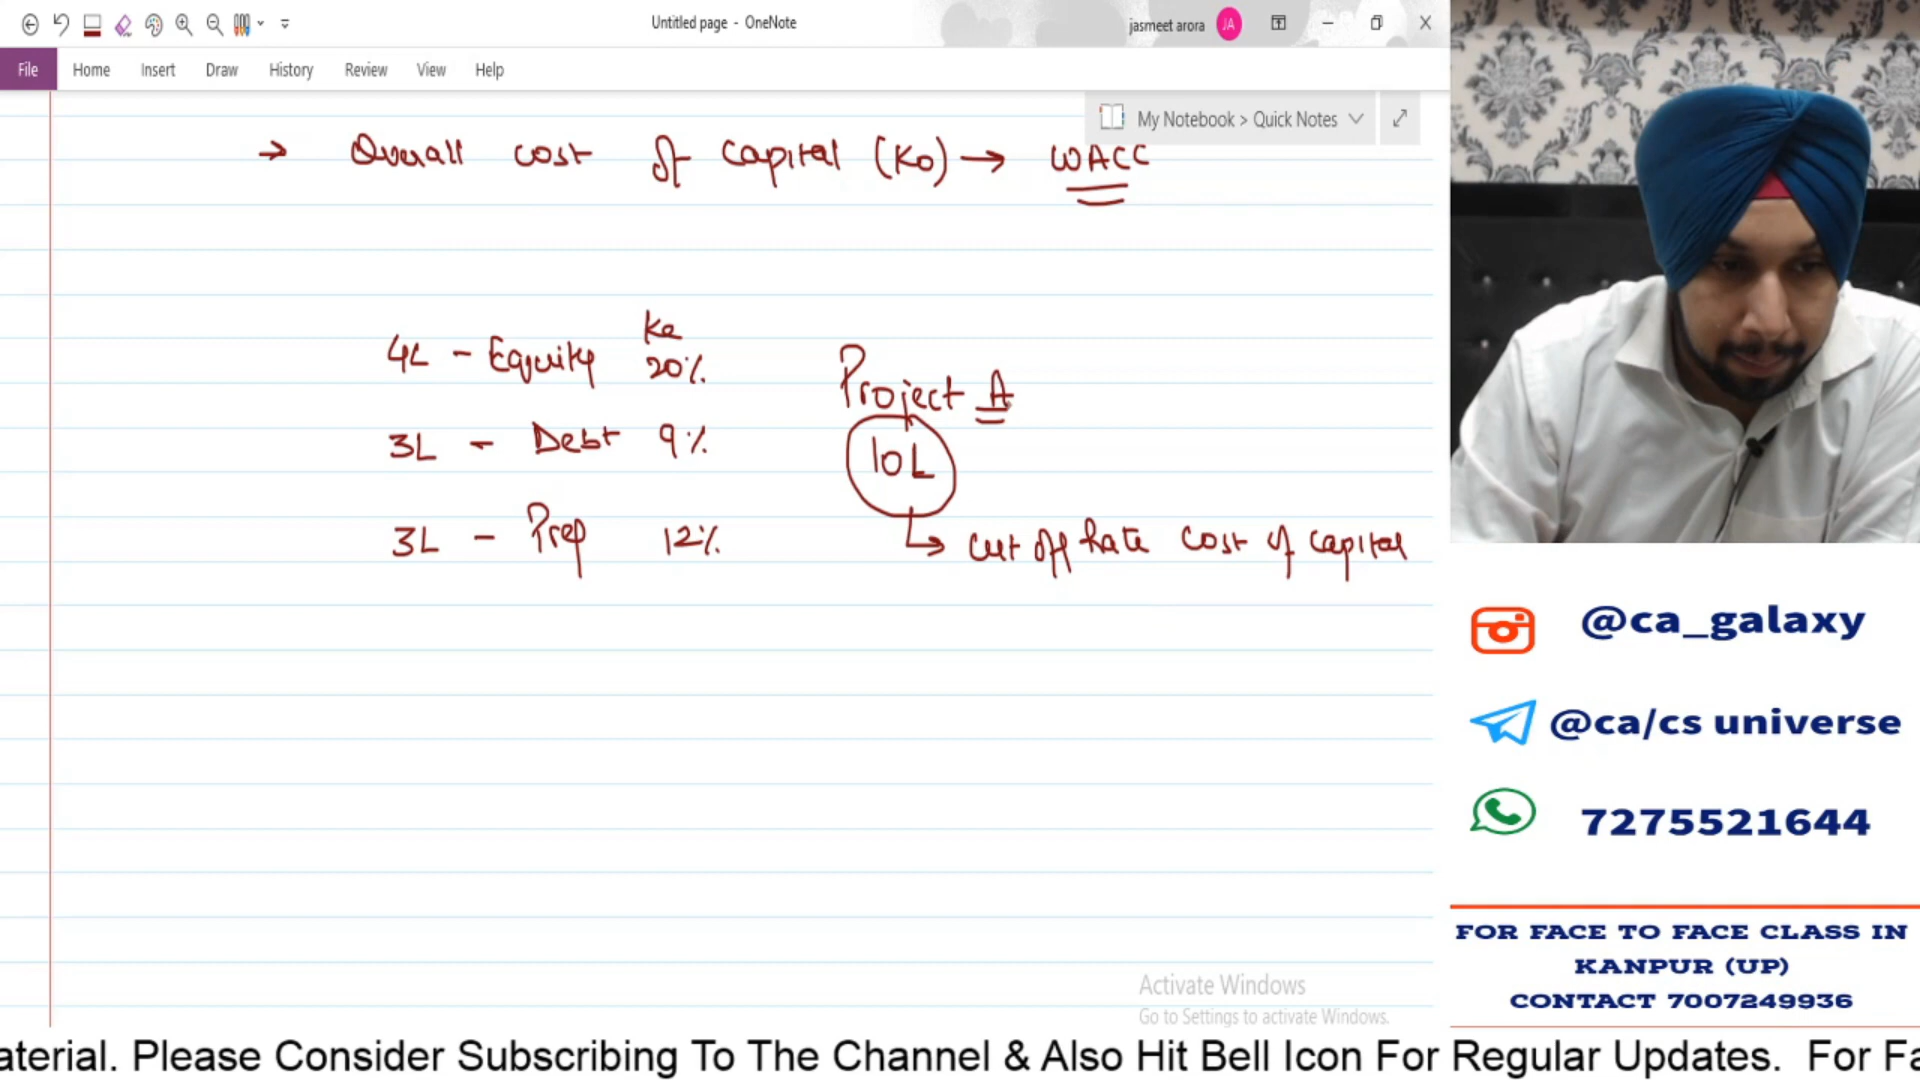 Untitled page - OneNote
jasmeet arora JA
File Home Insert Draw History Review View Help
My Notebook > Quick Notes
→ Overall cost of capital (Ko) → WACC
Ke
4L - Equity 20%
Project A
3L - Debt 9%
10L
3L - Pref 12%
cut off Rate cost of capital
@ca_galaxy
@ca/cs universe
7275521644
FOR FACE TO FACE CLASS IN
KANPUR (UP)
CONTACT 7007249936
Activate Windows
Go to Settings to activate Windows.
aterial. Please Consider Subscribing To The Channel & Also Hit Bell Icon For Regular Updates. For Fa